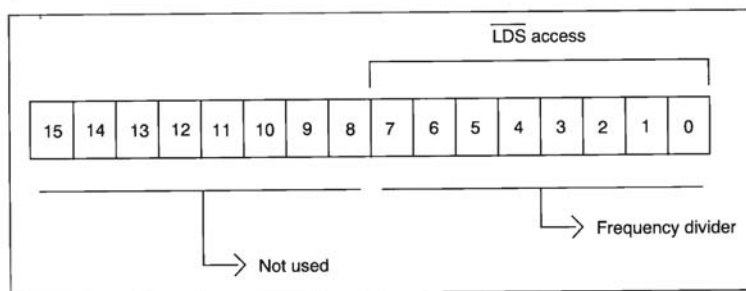 L̅D̅S̅ access
15 14 13 12 11 10 9 8 7 6 5 4 3 2 1 0
Frequency divider
Not used